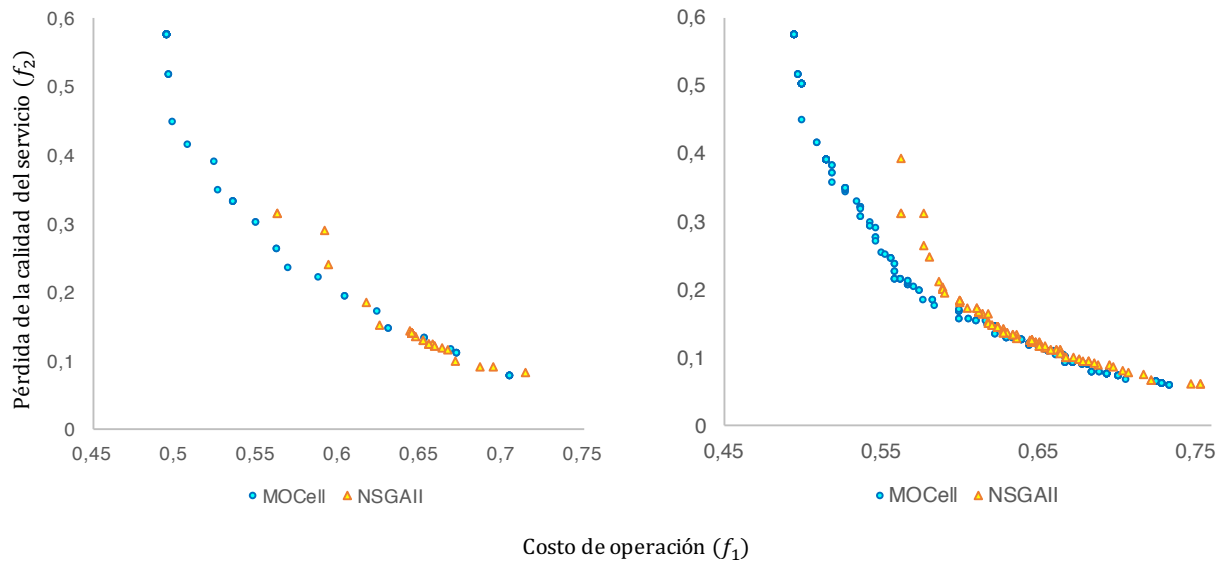 Pérdida de la calidad del servicio (f₂)
0,6
0,5
0,4
0,3
0,2
0,1
0
0,45 0,5 0,55 0,6 0,65 0,7 0,75
MOCell NSGAII
0,6
0,5
0,4
0,3
0,2
0,1
0
0,45 0,55 0,65 0,75
MOCell NSGAII
Costo de operación (f₁)